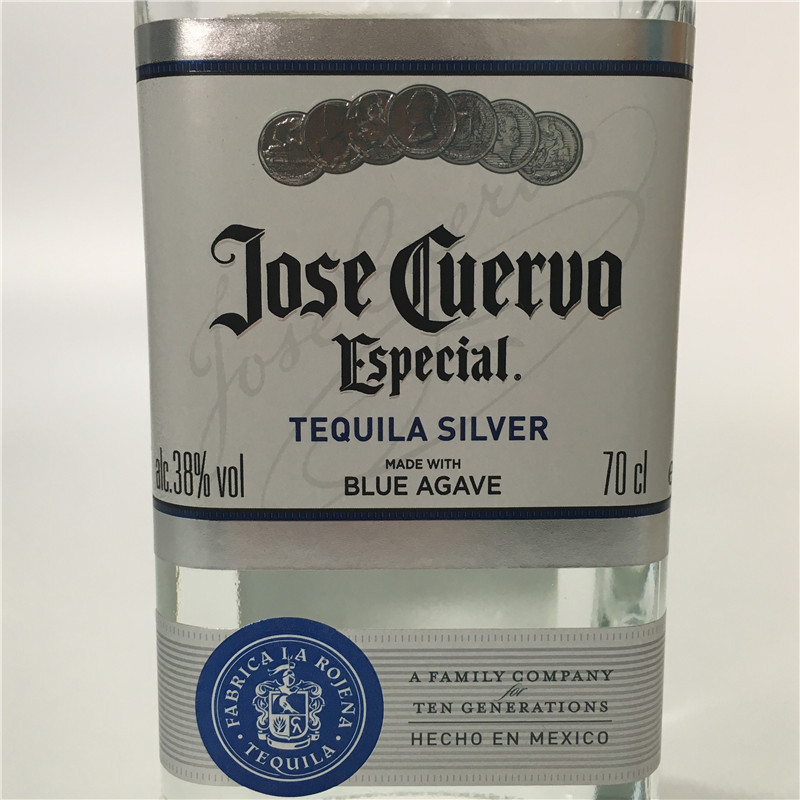 Jose Cuervo
Especial.
TEQUILA SILVER
MADE WITH
BLUE AGAVE
alc.38% vol
70 cl
FABRICA LA ROJENA
• TEQUILA •
A FAMILY COMPANY
for
TEN GENERATIONS
HECHO EN MEXICO